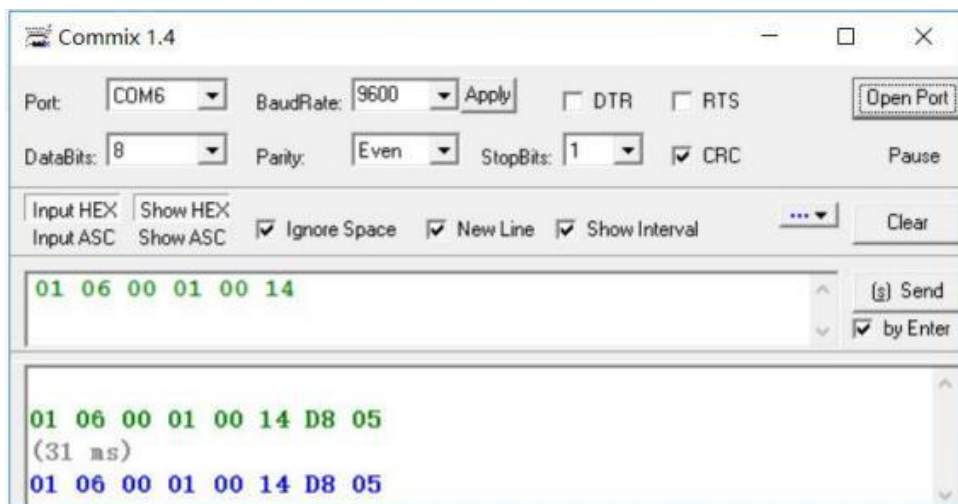 Commix 1.4
Port: COM6 BaudRate: 9600 Apply DTR RTS Open Port
DataBits: 8 Parity: Even StopBits: 1 CRC Pause
Input HEX Show HEX
Input ASC Show ASC Ignore Space New Line Show Interval ... Clear
01 06 00 01 00 14 (s) Send
by Enter
01 06 00 01 00 14 D8 05
(31 ms)
01 06 00 01 00 14 D8 05